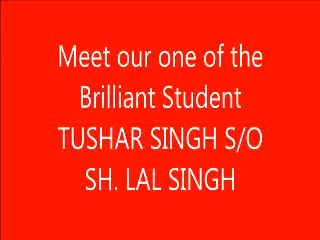 Meet our one of the
Brilliant Student
TUSHAR SINGH S/O
SH. LAL SINGH